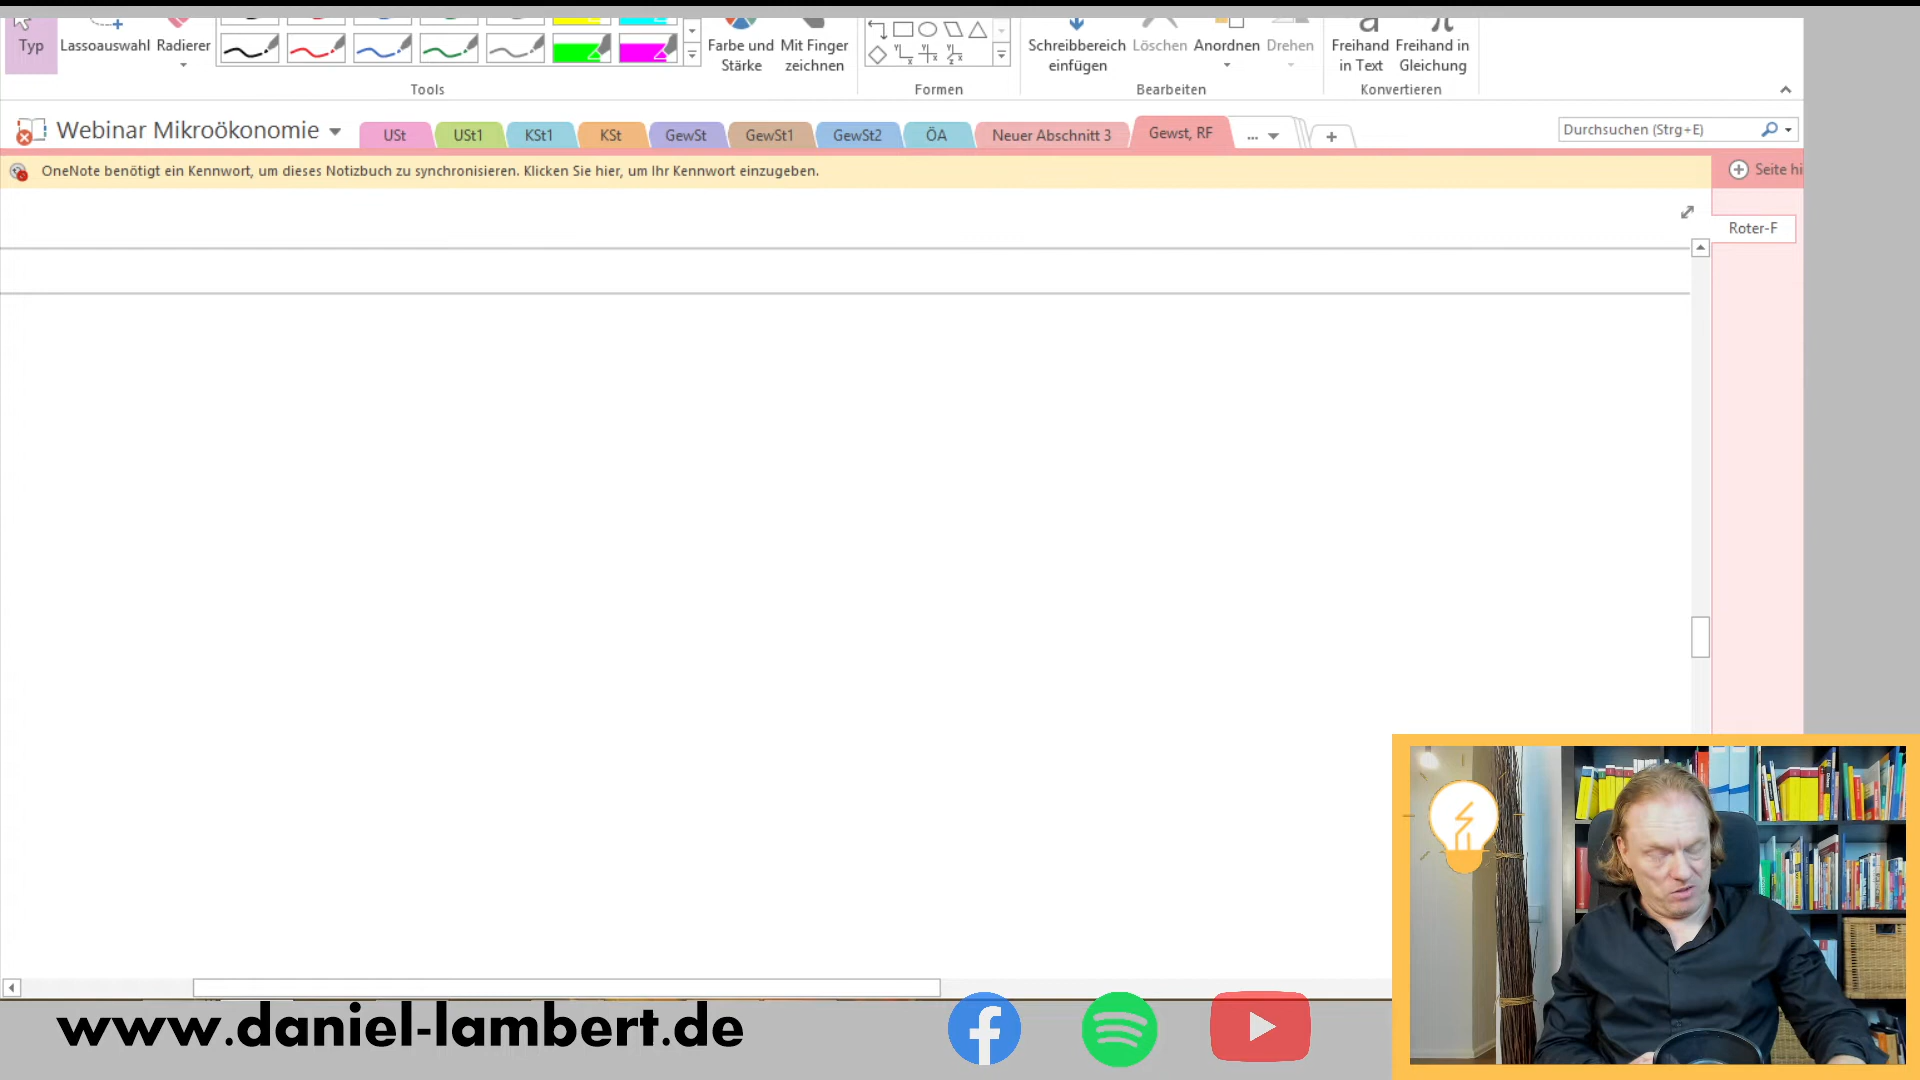 Typ
Lassoauswahl
Radierer
Farbe und Stärke
Mit Finger zeichnen
Schreibbereich einfügen
Löschen
Anordnen
Drehen
Freihand in Text
Freihand in Gleichung
Tools
Formen
Bearbeiten
Konvertieren
Webinar Mikroökonomie
USt
USt1
KSt1
KSt
GewSt
GewSt1
GewSt2
ÖA
Neuer Abschnitt 3
Gewst, RF
...
Durchsuchen (Strg+E)
OneNote benötigt ein Kennwort, um dieses Notizbuch zu synchronisieren. Klicken Sie hier, um Ihr Kennwort einzugeben.
Seite hi
Roter-F
www.daniel-lambert.de